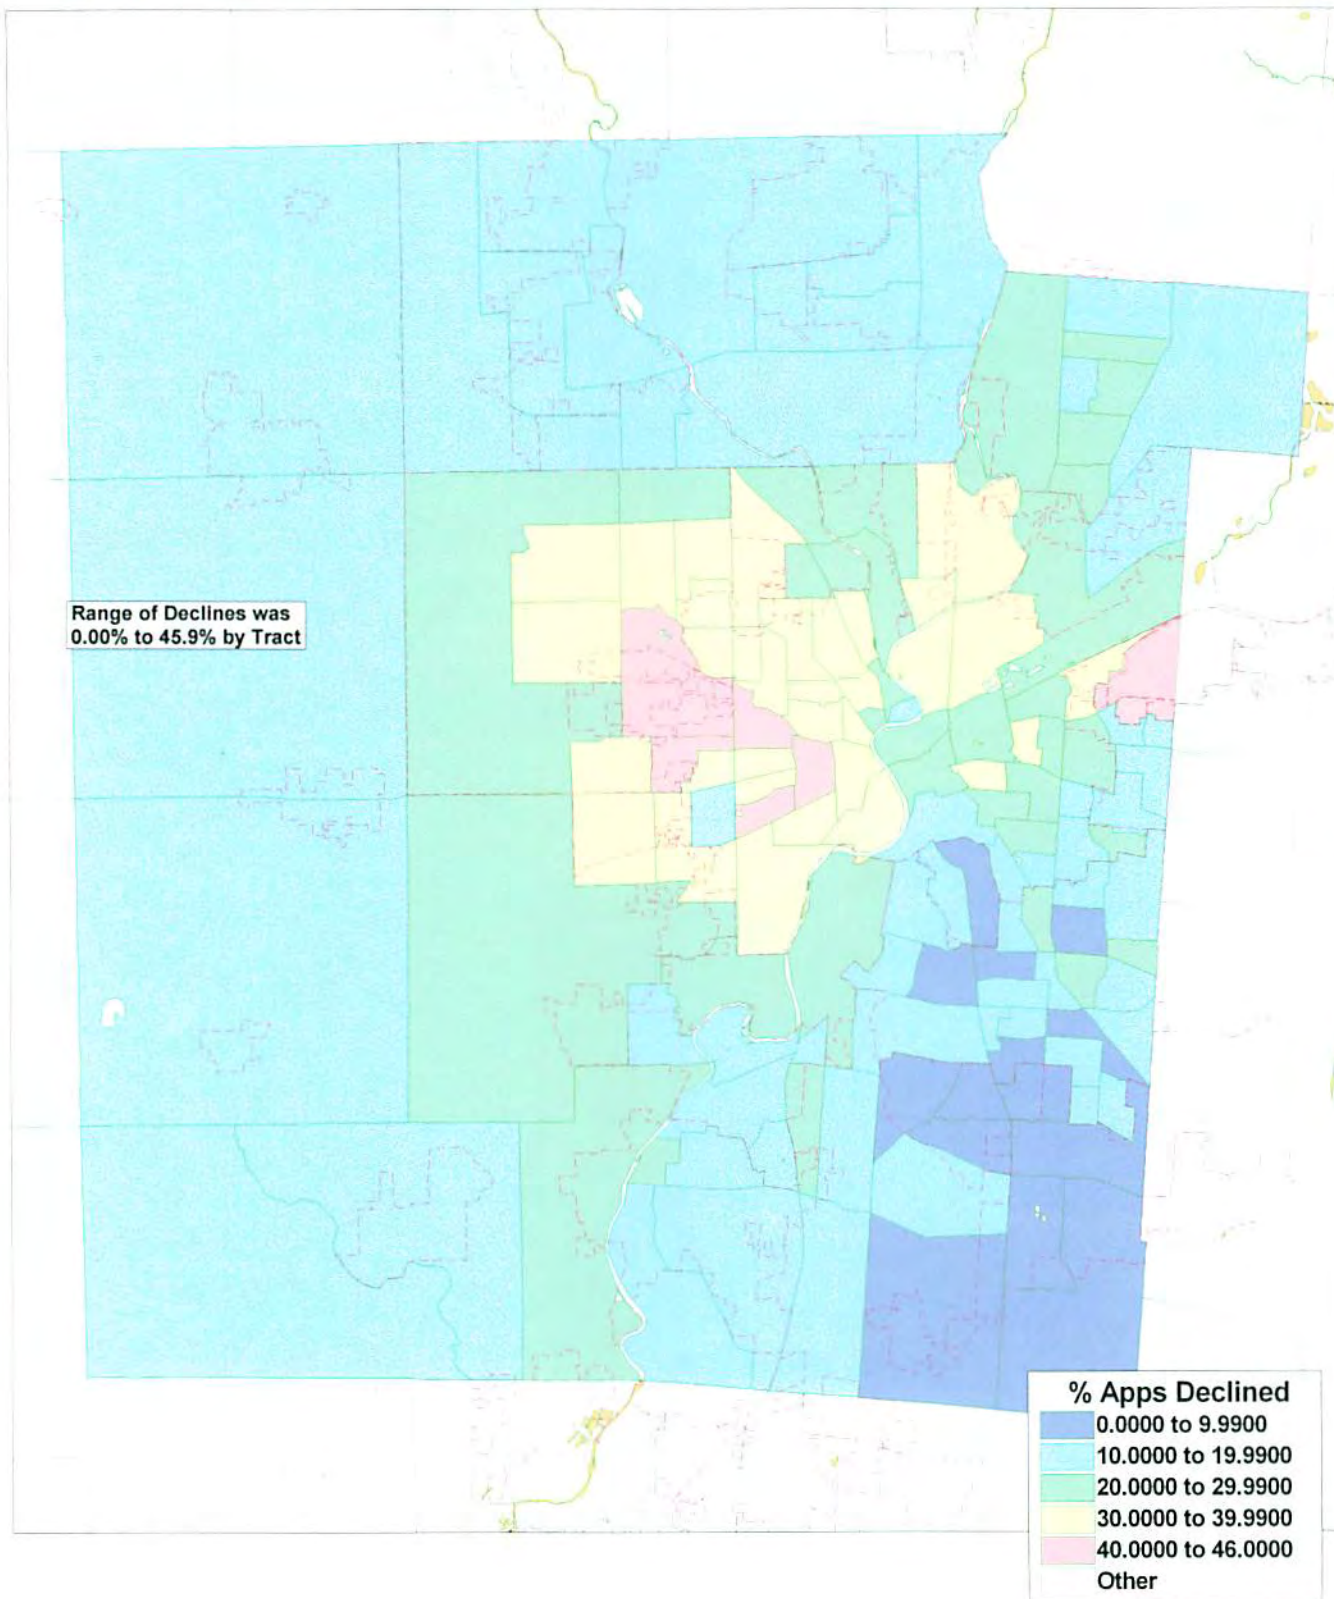 Range of Declines was
0.00% to 45.9% by Tract
% Apps Declined
0.0000 to 9.9900
10.0000 to 19.9900
20.0000 to 29.9900
30.0000 to 39.9900
40.0000 to 46.0000
Other